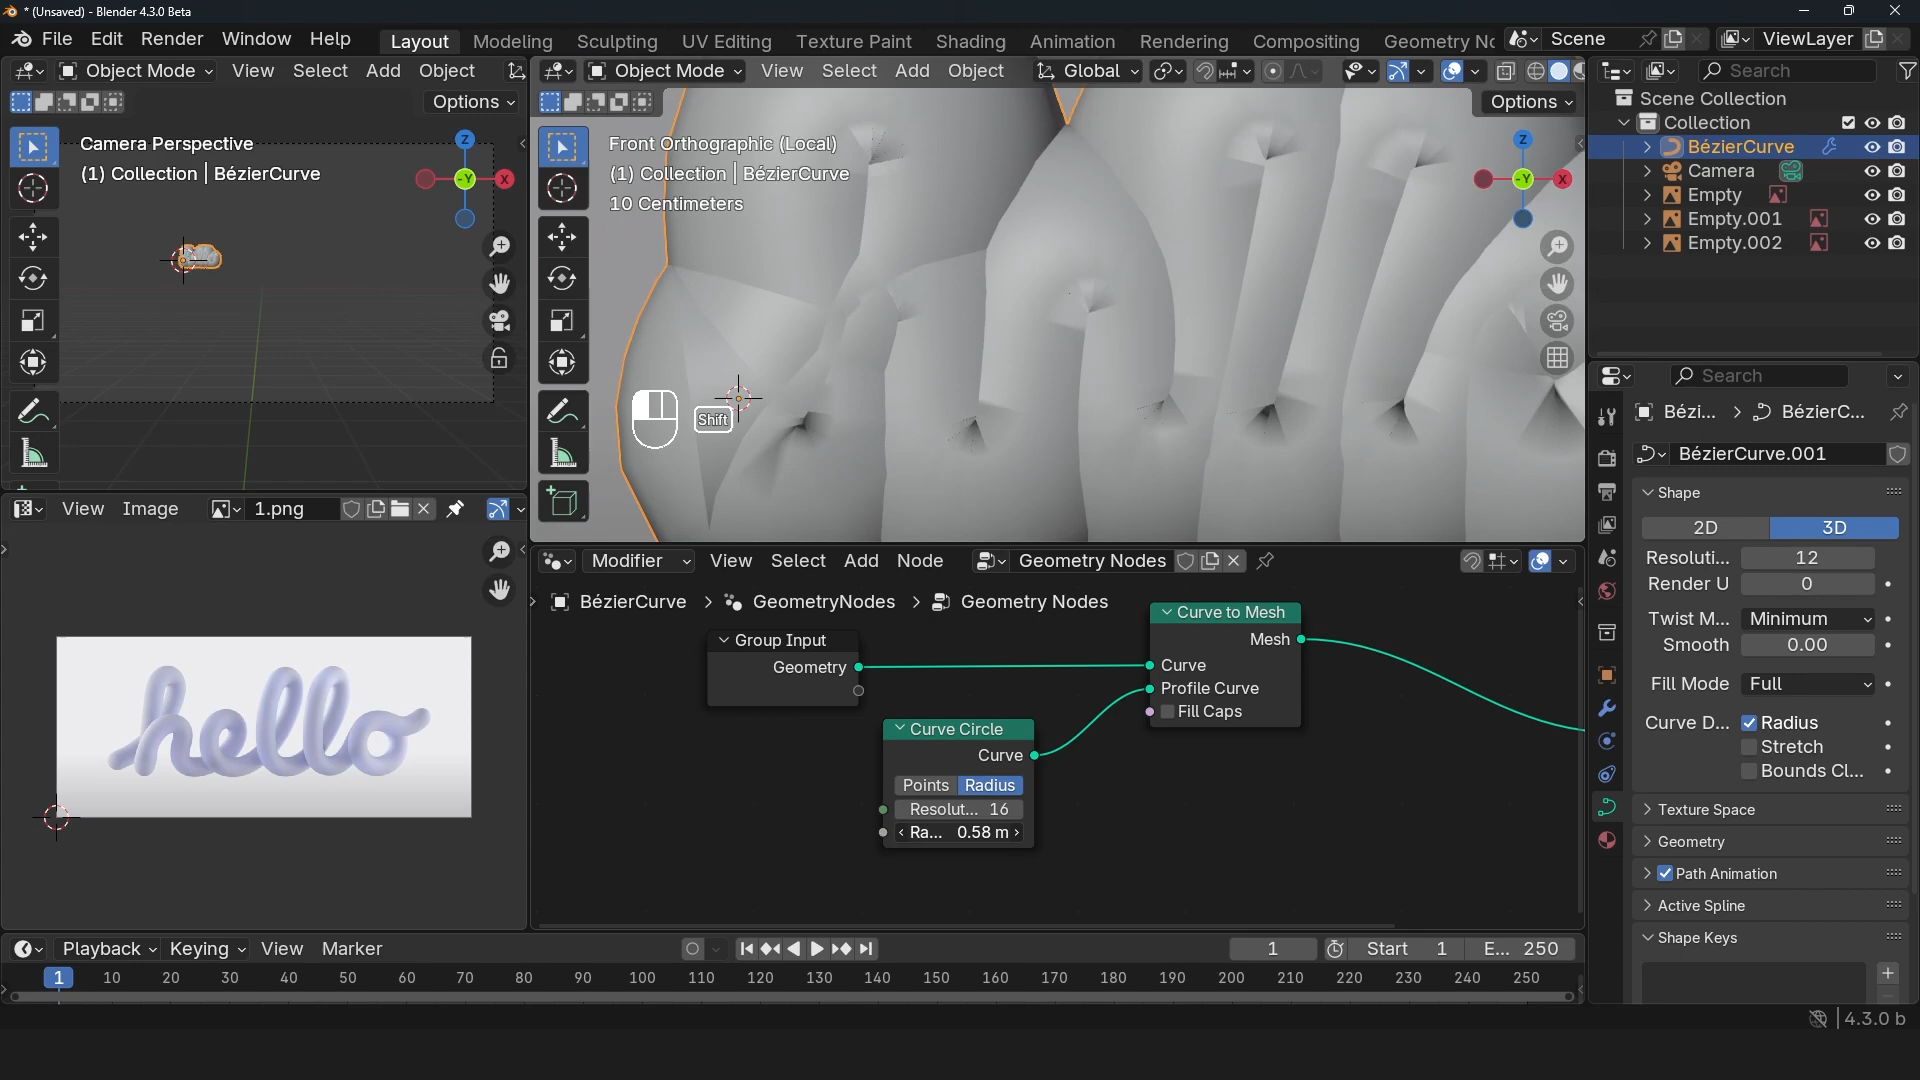 * (Unsaved) - Blender 4.3.0 Beta
File Edit Render Window Help Layout Modeling Sculpting UV Editing Texture Paint Shading Animation Rendering Compositing Geometry No Scene ViewLayer
Object Mode View Select Add Object
Options
Camera Perspective
(1) Collection | BézierCurve
Z
-Y
X
Object Mode View Select Add Object Global
Options
Front Orthographic (Local)
(1) Collection | BézierCurve
10 Centimeters
Z
-Y
X
Shift
Search
Scene Collection
Collection
BézierCurve
Camera
Empty
Empty.001
Empty.002
View Image 1.png
hello
Modifier View Select Add Node Geometry Nodes
BézierCurve > GeometryNodes > Geometry Nodes
Group Input
Geometry
Curve Circle
Curve
Points Radius
Resolut... 16
Ra... 0.58 m
Curve to Mesh
Mesh
Curve
Profile Curve
Fill Caps
Search
Bézi... > BézierC...
BézierCurve.001
Shape
2D 3D
Resoluti... 12
Render U 0
Twist M... Minimum
Smooth 0.00
Fill Mode Full
Curve D... Radius
Stretch
Bounds Cl...
Texture Space
Geometry
Path Animation
Active Spline
Shape Keys
Playback Keying View Marker 1 Start 1 E... 250
1 10 20 30 40 50 60 70 80 90 100 110 120 130 140 150 160 170 180 190 200 210 220 230 240 250
4.3.0 b